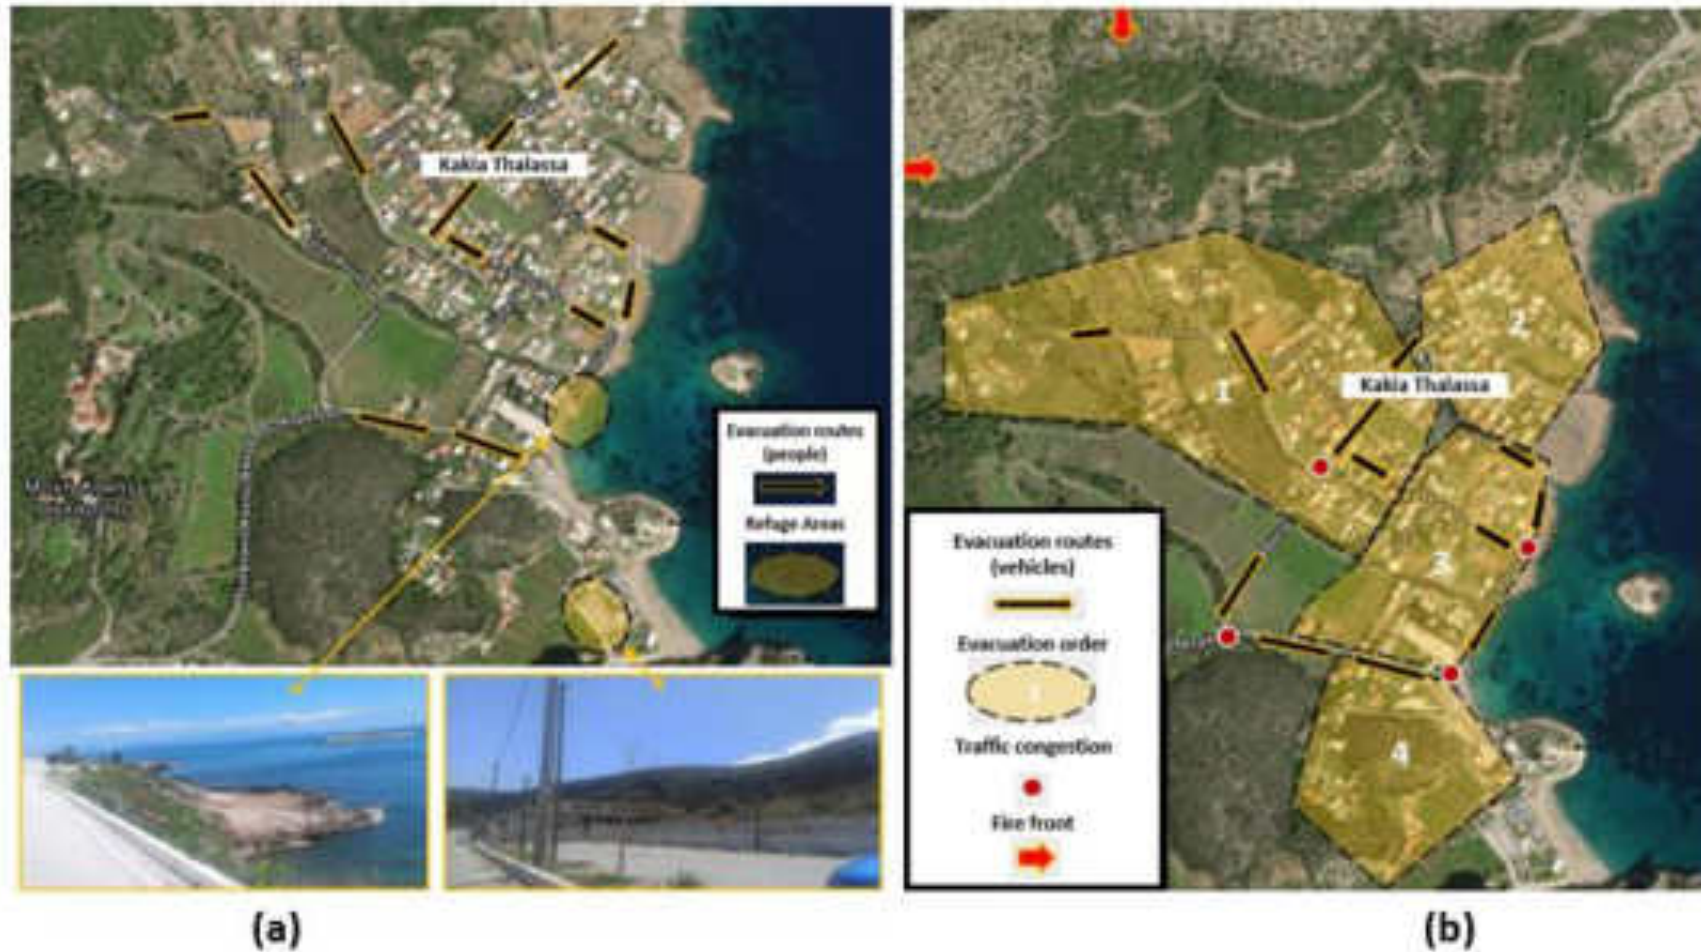 Kakia Thalassa
Evacuation routes
(people)
Refuge Areas
(a)
1
2
Kakia Thalassa
3
4
Evacuation routes
(vehicles)
Evacuation order
1
Traffic congestion
Fire front
(b)